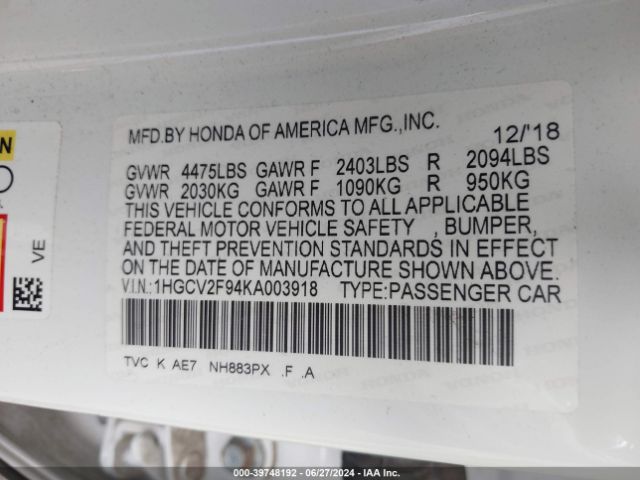 MFD.BY HONDA OF AMERICA MFG.,INC. 12/'18
GVWR 4475LBS GAWR F 2403LBS R 2094LBS
GVWR 2030KG GAWR F 1090KG R 950KG
THIS VEHICLE CONFORMS TO ALL APPLICABLE
FEDERAL MOTOR VEHICLE SAFETY , BUMPER,
AND THEFT PREVENTION STANDARDS IN EFFECT
ON THE DATE OF MANUFACTURE SHOWN ABOVE.
V.I.N.:1HGCV2F94KA003918 TYPE:PASSENGER CAR
TVC K AE7 NH883PX .F .A
VE
000-39748192 — 06/27/2024 — IAA Inc.